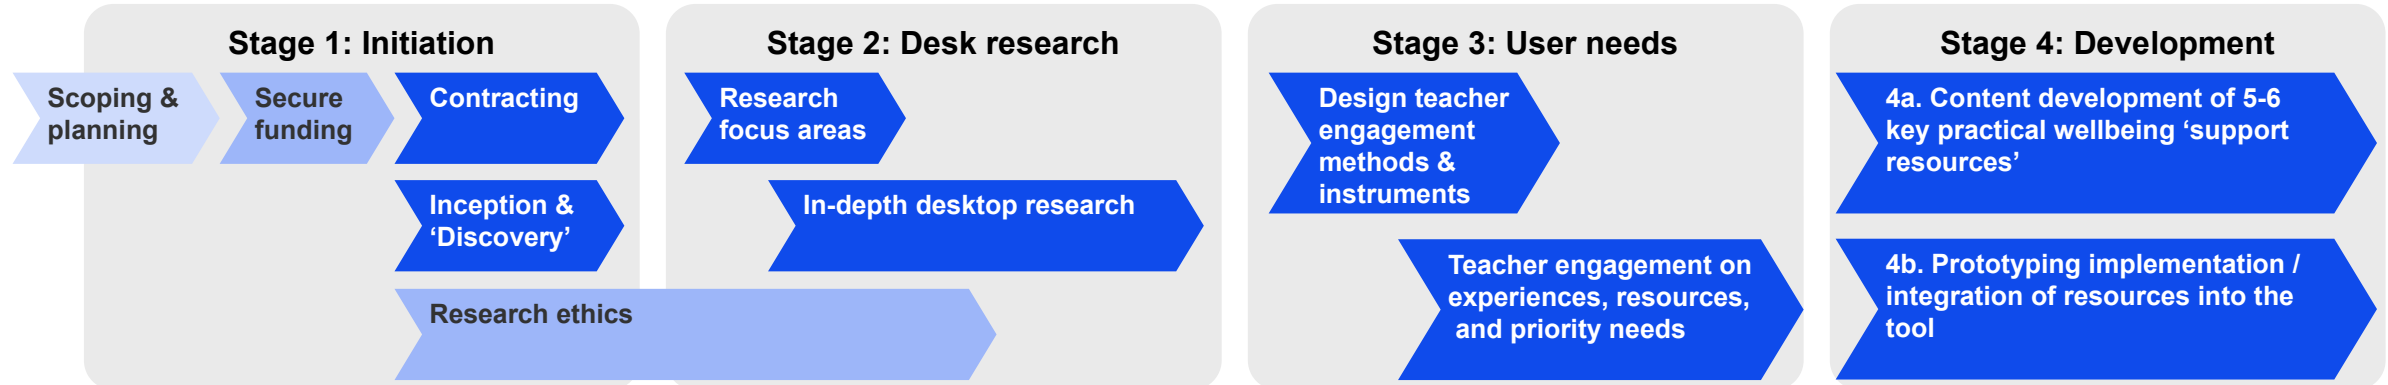 Stage 1: Initiation
Scoping &
planning
Secure
funding
Contracting
Inception &
‘Discovery’
Research ethics
Stage 2: Desk research
Research
focus areas
In-depth desktop research
Stage 3: User needs
Design teacher
engagement
methods &
instruments
Teacher engagement on
experiences, resources,
and priority needs
Stage 4: Development
4a. Content development of 5-6
key practical wellbeing ‘support
resources’
4b. Prototyping implementation /
integration of resources into the
tool